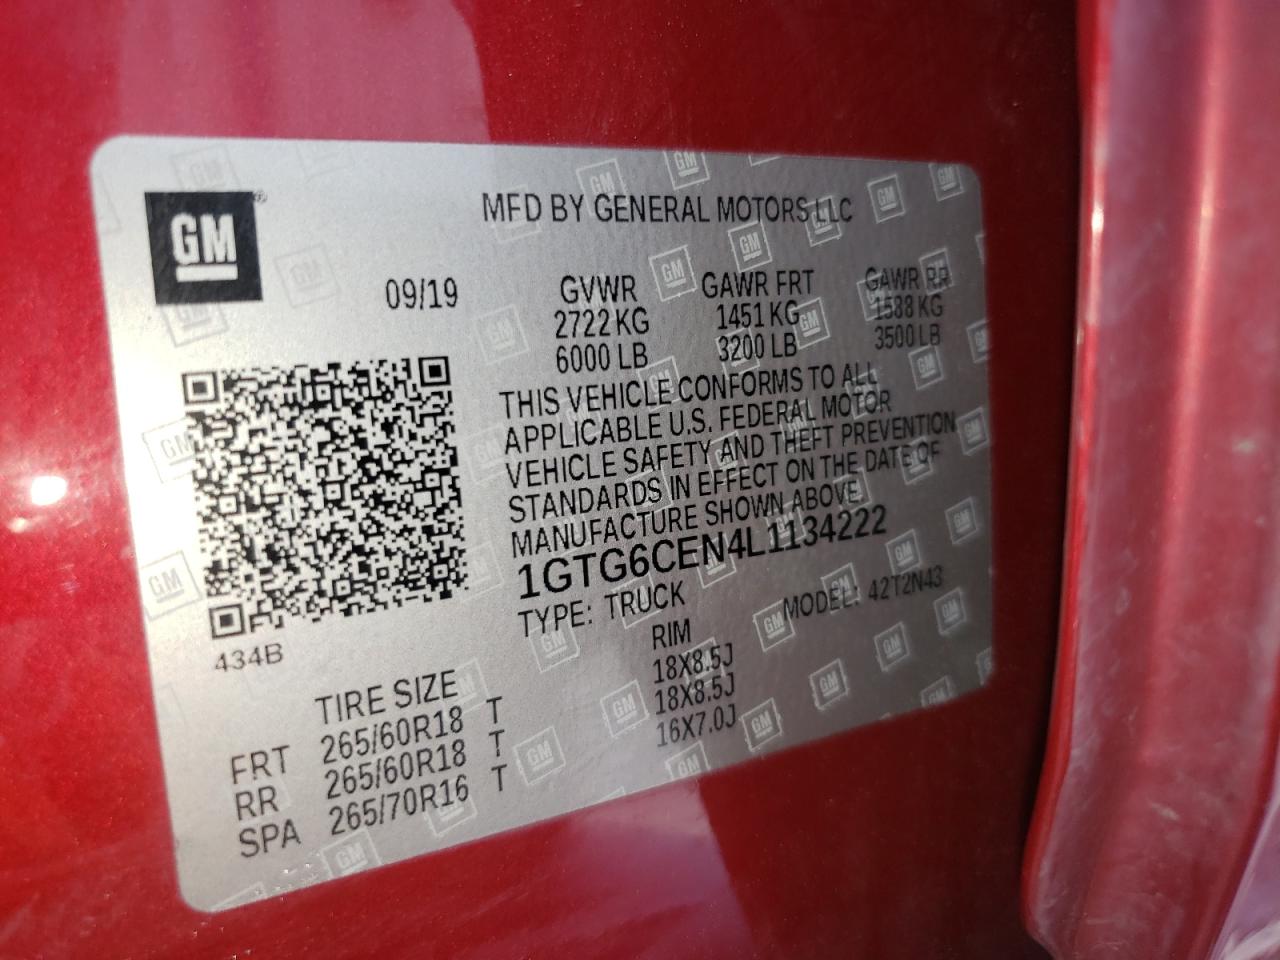 GM
MFD BY GENERAL MOTORS LLC
09/19
GVWR GAWR FRT GAWR RR
2722 KG 1451 KG 1588 KG
6000 LB 3200 LB 3500 LB
THIS VEHICLE CONFORMS TO ALL
APPLICABLE U.S. FEDERAL MOTOR
VEHICLE SAFETY AND THEFT PREVENTION
STANDARDS IN EFFECT ON THE DATE OF
MANUFACTURE SHOWN ABOVE.
1GTG6CEN4L1134222
TYPE: TRUCK MODEL: 42T2N43
434B
TIRE SIZE RIM
FRT 265/60R18 T 18X8.5J
RR 265/60R18 T 18X8.5J
SPA 265/70R16 T 16X7.0J